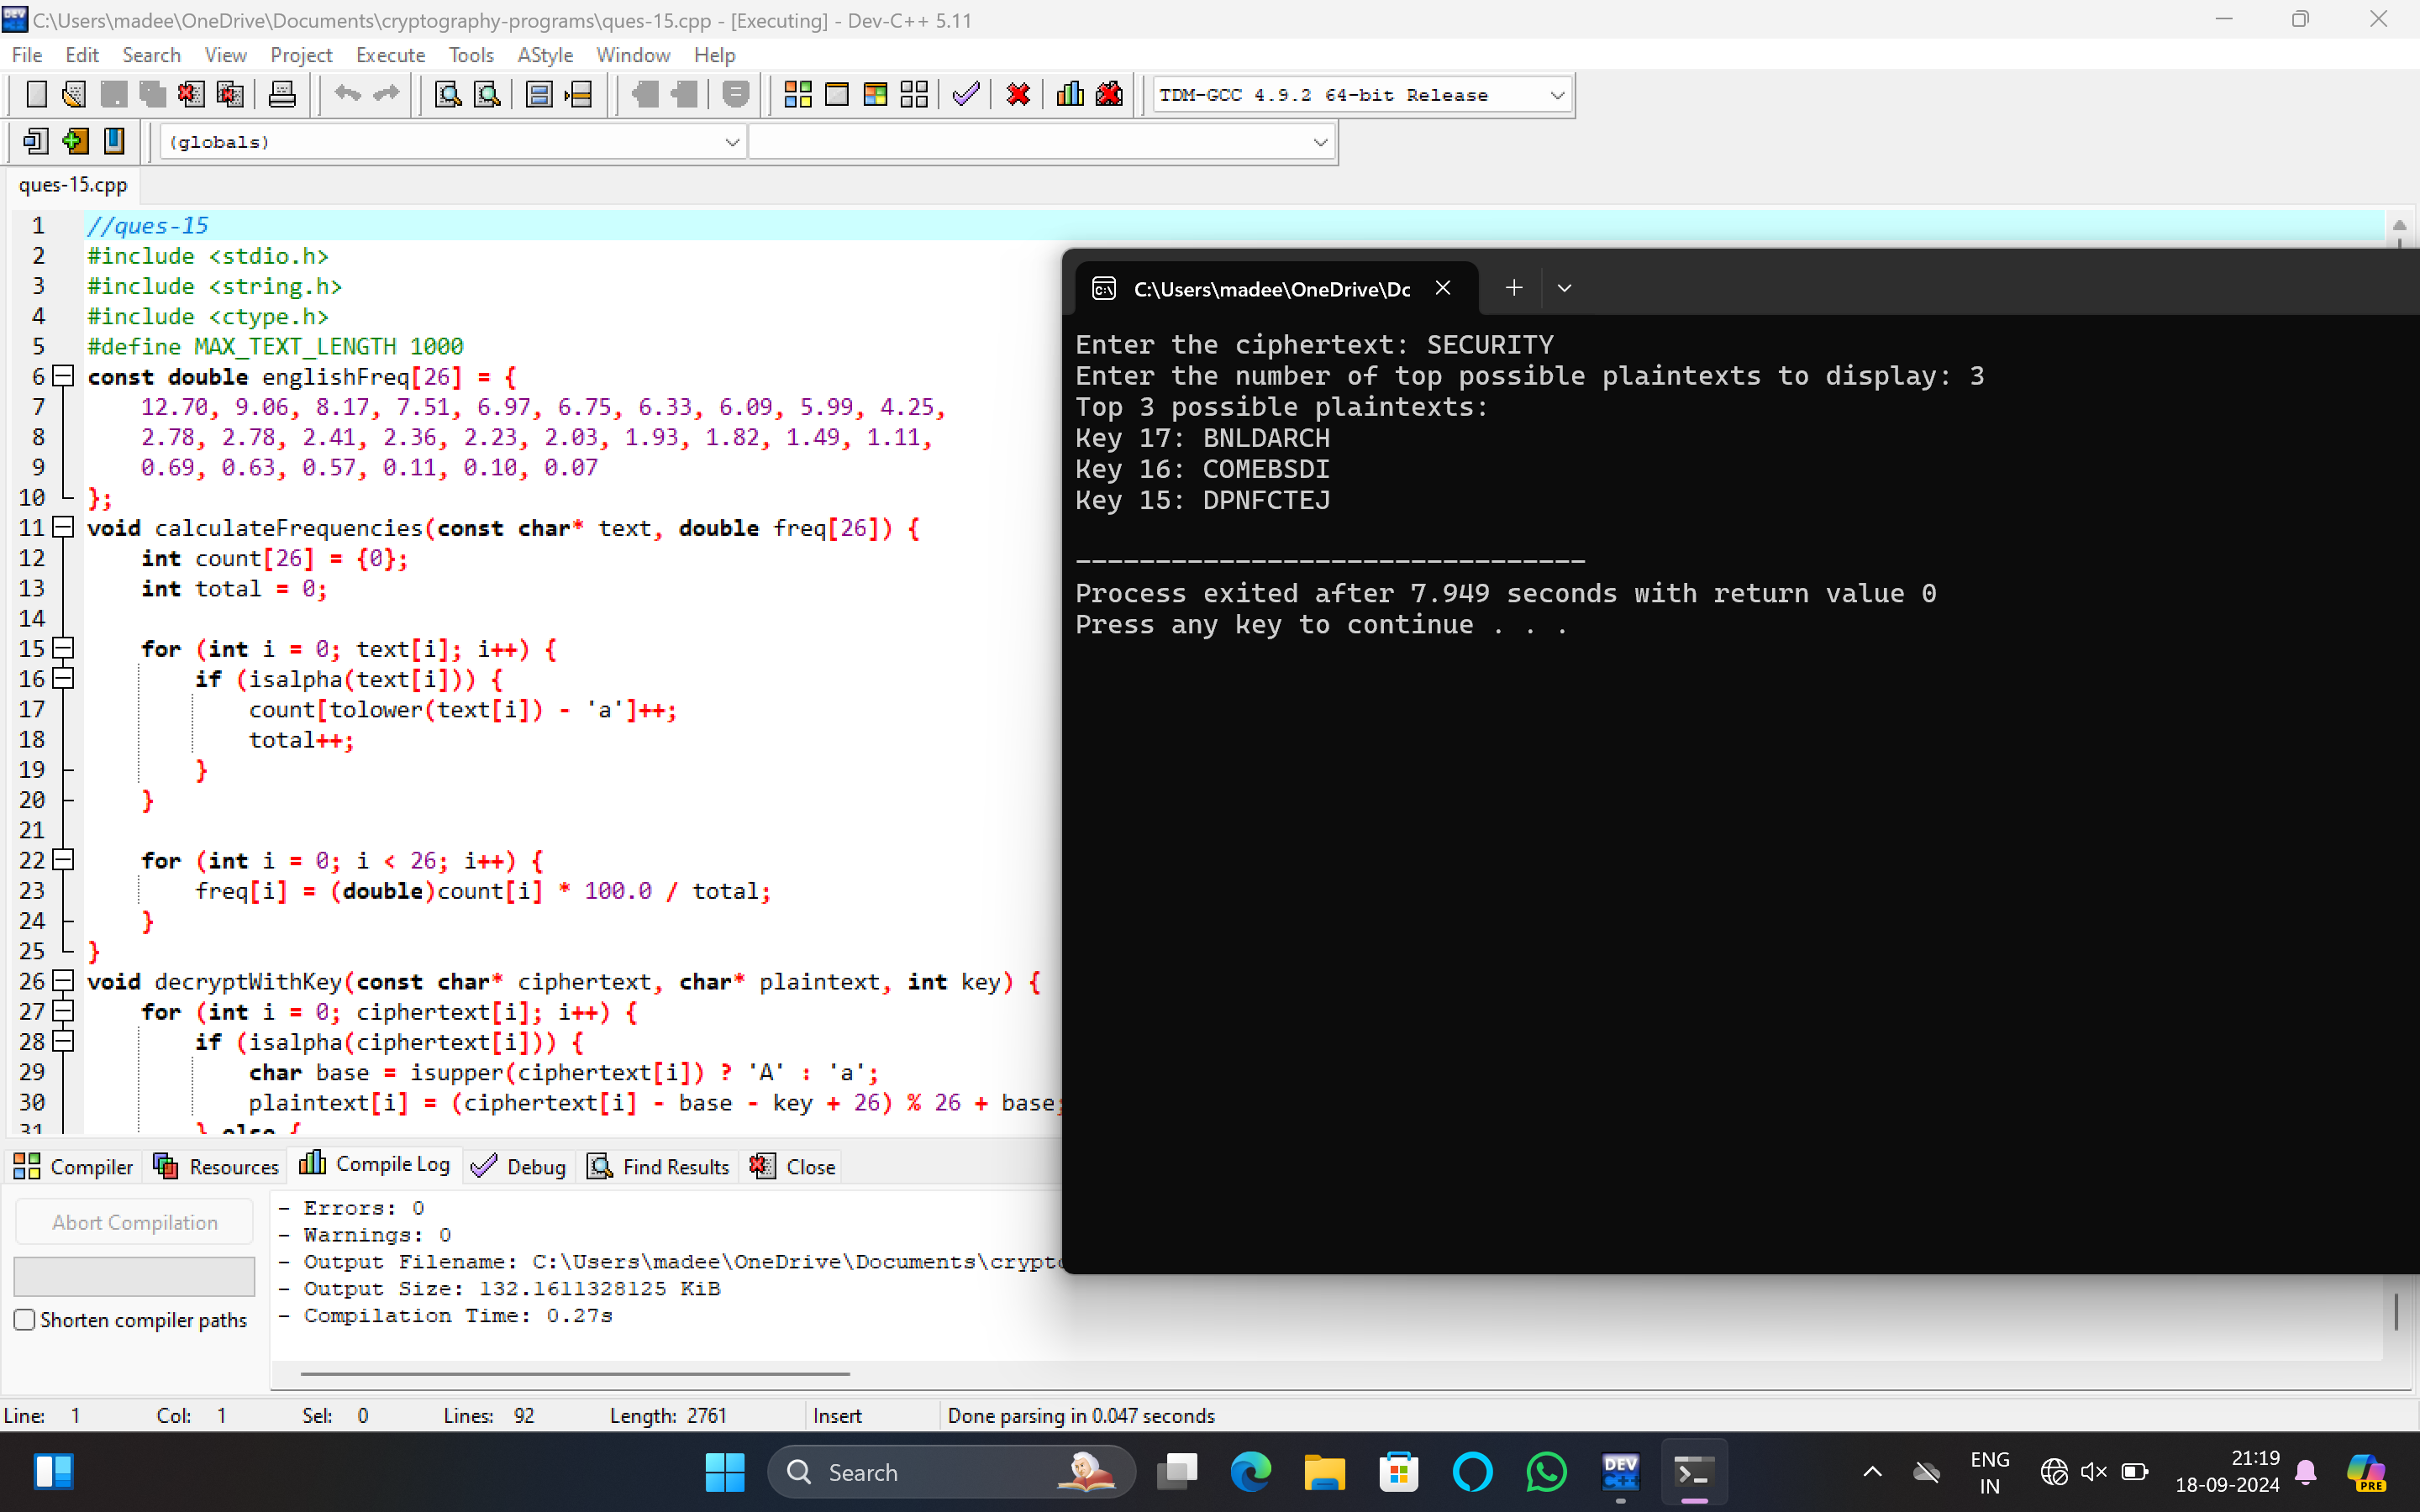 C:\Users\madee\OneDrive\Documents\cryptography-programs\ques-15.cpp - [Executing] - Dev-C++ 5.11
File Edit Search View Project Execute Tools AStyle Window Help
TDM-GCC 4.9.2 64-bit Release
(globals)
ques-15.cpp
1 //ques-15
2 #include <stdio.h>
3 #include <string.h>
4 #include <ctype.h>
5 #define MAX_TEXT_LENGTH 1000
6 const double englishFreq[26] = {
7 12.70, 9.06, 8.17, 7.51, 6.97, 6.75, 6.33, 6.09, 5.99, 4.25,
8 2.78, 2.78, 2.41, 2.36, 2.23, 2.03, 1.93, 1.82, 1.49, 1.11,
9 0.69, 0.63, 0.57, 0.11, 0.10, 0.07
10 };
11 void calculateFrequencies(const char* text, double freq[26]) {
12 int count[26] = {0};
13 int total = 0;
14
15 for (int i = 0; text[i]; i++) {
16 if (isalpha(text[i])) {
17 count[tolower(text[i]) - 'a']++;
18 total++;
19 }
20 }
21
22 for (int i = 0; i < 26; i++) {
23 freq[i] = (double)count[i] * 100.0 / total;
24 }
25 }
26 void decryptWithKey(const char* ciphertext, char* plaintext, int key) {
27 for (int i = 0; ciphertext[i]; i++) {
28 if (isalpha(ciphertext[i])) {
29 char base = isupper(ciphertext[i]) ? 'A' : 'a';
30 plaintext[i] = (ciphertext[i] - base - key + 26) % 26 + base;
31 } else {
C:\Users\madee\OneDrive\Dc
Enter the ciphertext: SECURITY
Enter the number of top possible plaintexts to display: 3
Top 3 possible plaintexts:
Key 17: BNLDARCH
Key 16: COMEBSDI
Key 15: DPNFCTEJ
--------------------------------
Process exited after 7.949 seconds with return value 0
Press any key to continue . . .
Compiler Resources Compile Log Debug Find Results Close
Abort Compilation
Shorten compiler paths
- Errors: 0
- Warnings: 0
- Output Filename: C:\Users\madee\OneDrive\Documents\crypto
- Output Size: 132.1611328125 KiB
- Compilation Time: 0.27s
Line: 1 Col: 1 Sel: 0 Lines: 92 Length: 2761 Insert Done parsing in 0.047 seconds
Search
DEV C++
ENG
IN
21:19
18-09-2024
PRE